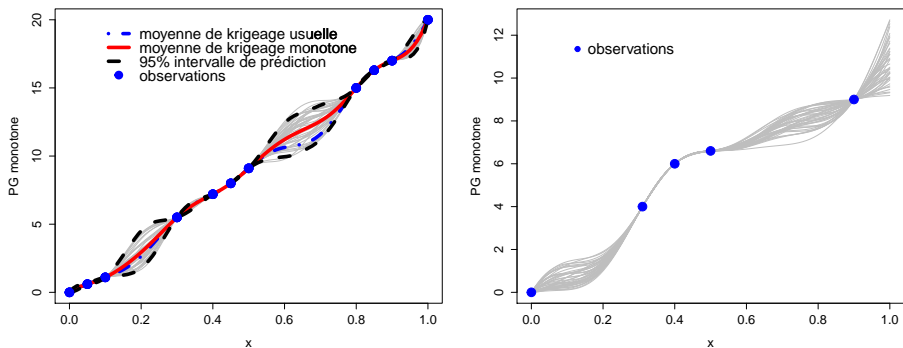 moyenne de krigeage usuelle
moyenne de krigeage monotone
95% intervalle de prédiction
observations
PG monotone
0
5
10
15
20
0.0 0.2 0.4 0.6 0.8 1.0
x
observations
PG monotone
0
2
4
6
8
10
12
0.0 0.2 0.4 0.6 0.8 1.0
x